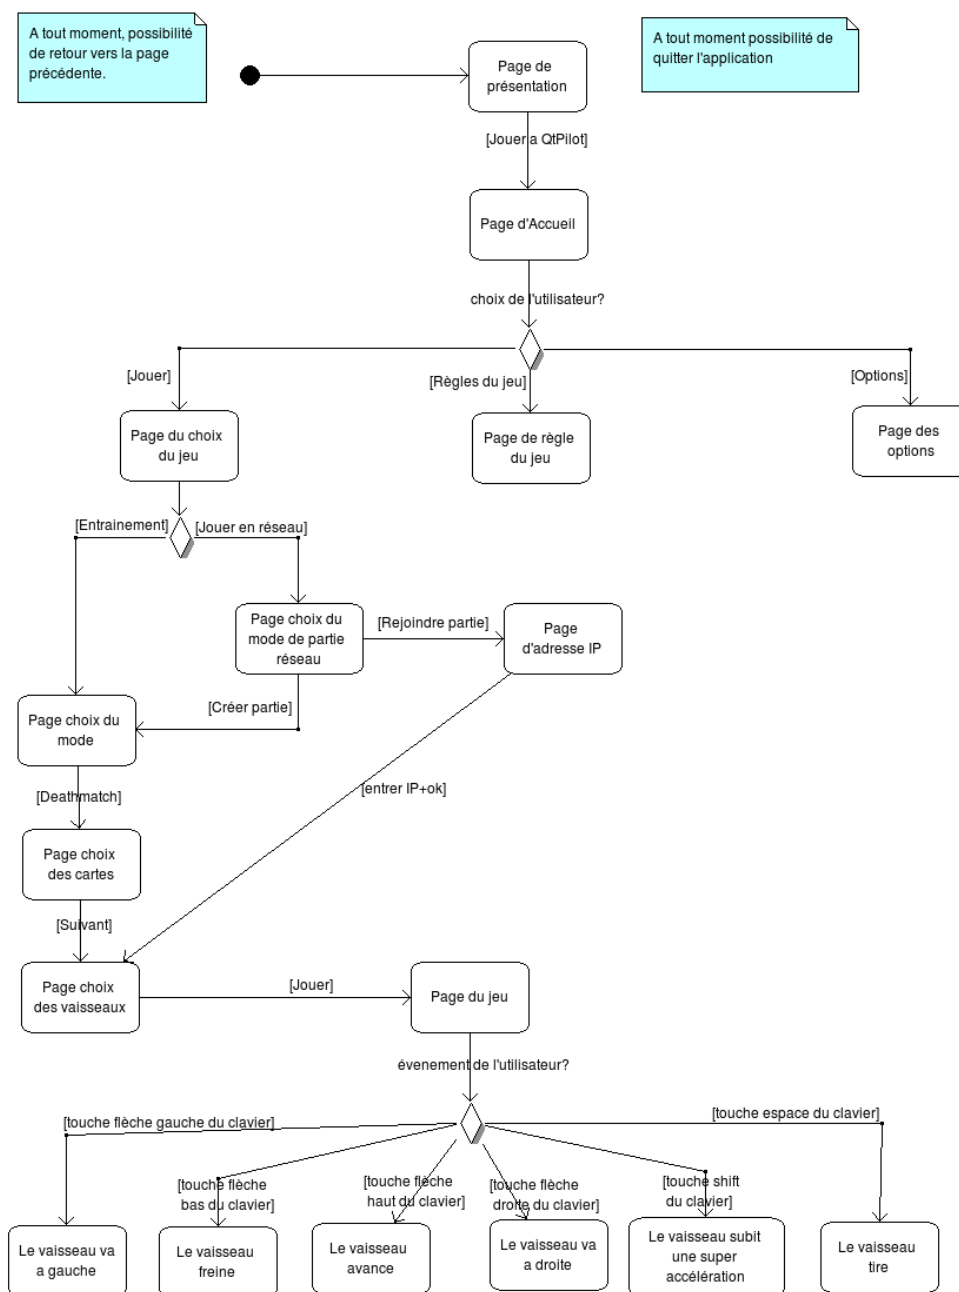 A tout moment, possibilité
de retour vers la page
précédente.
A tout moment possibilité de
quitter l'application
Page de
présentation
[Jouer a QtPilot]
Page d'Accueil
choix de l'utilisateur?
[Jouer]
[Règles du jeu]
[Options]
Page du choix
du jeu
Page de règle
du jeu
Page des
options
[Entrainement]
[Jouer en réseau]
Page choix du
mode de partie
réseau
[Rejoindre partie]
Page
d'adresse IP
[Créer partie]
Page choix du
mode
[entrer IP+ok]
[Deathmatch]
Page choix
des cartes
[Suivant]
Page choix
des vaisseaux
[Jouer]
Page du jeu
évenement de l'utilisateur?
[touche flèche gauche du clavier]
[touche espace du clavier]
[touche flèche
bas du clavier]
[touche flèche
haut du clavier]
[touche flèche
droite du clavier]
[touche shift
du clavier]
Le vaisseau va
a gauche
Le vaisseau
freine
Le vaisseau
avance
Le vaisseau va
a droite
Le vaisseau subit
une super
accélération
Le vaisseau
tire